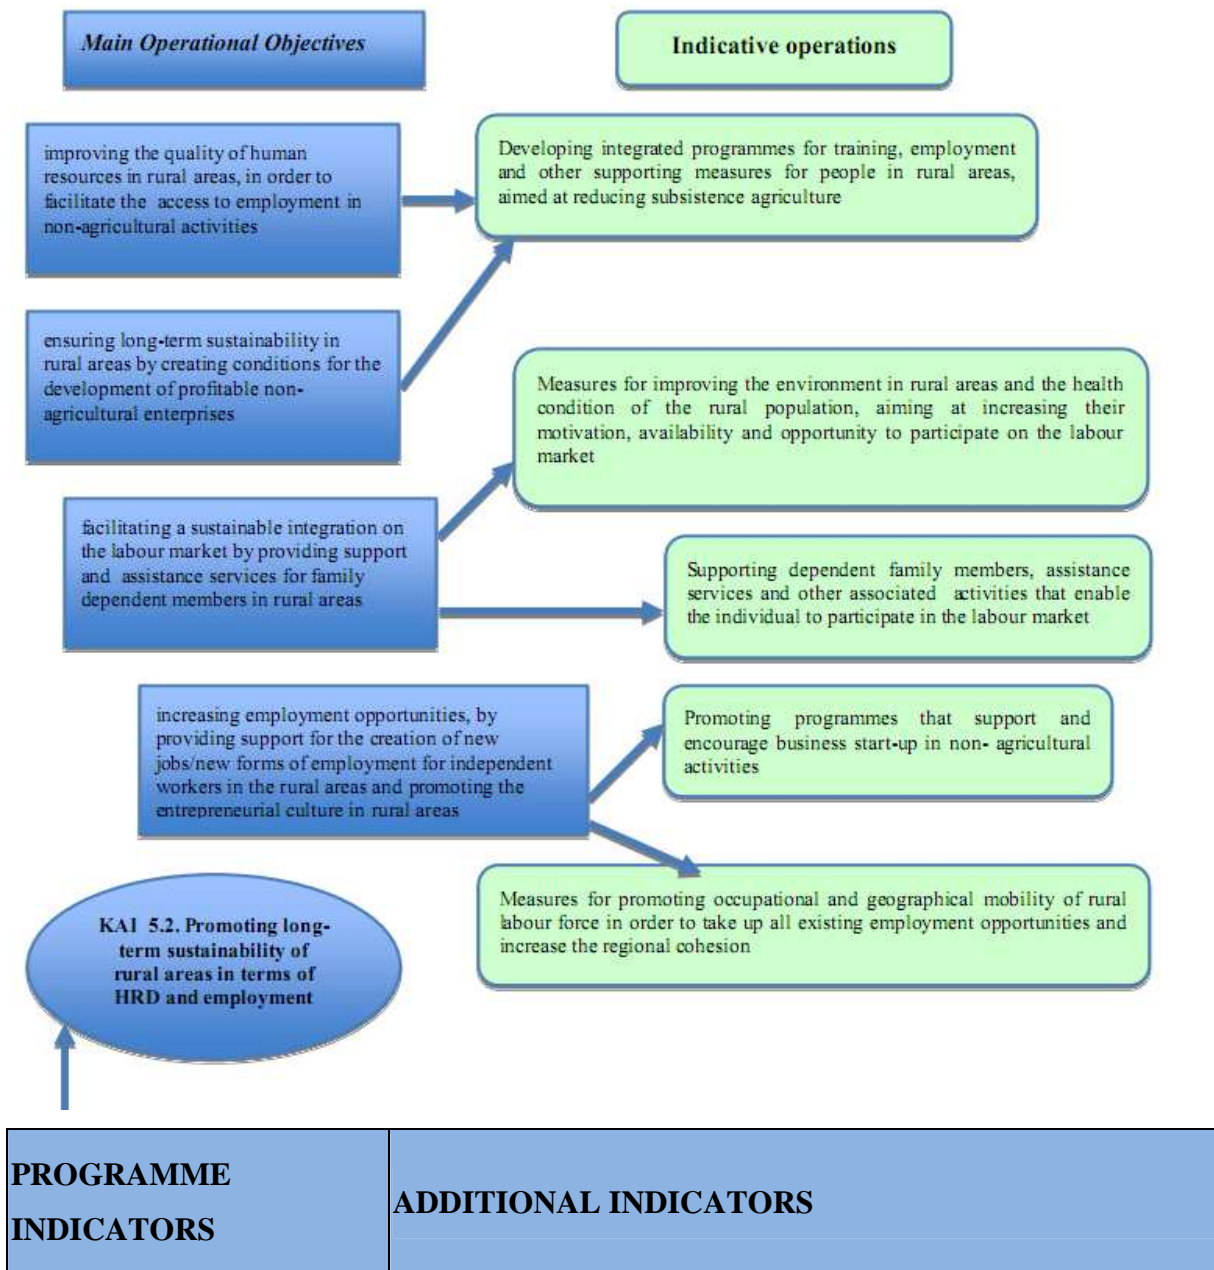 Main Operational Objectives
Indicative operations
improving the quality of human
resources in rural areas, in order to
facilitate the access to employment in
non-agricultural activities
Developing integrated programmes for training, employment
and other supporting measures for people in rural areas,
aimed at reducing subsistence agriculture
ensuring long-term sustainability in
rural areas by creating conditions for the
development of profitable non-
agricultural enterprises
Measures for improving the environment in rural areas and the health
condition of the rural population, aiming at increasing their
motivation, availability and opportunity to participate on the labour
market
facilitating a sustainable integration on
the labour market by providing support
and assistance services for family
dependent members in rural areas
Supporting dependent family members, assistance
services and other associated activities that enable
the individual to participate in the labour market
increasing employment opportunities, by
providing support for the creation of new
jobs/new forms of employment for independent
workers in the rural areas and promoting the
entrepreneurial culture in rural areas
Promoting programmes that support and
encourage business start-up in non- agricultural
activities
Measures for promoting occupational and geographical mobility of rural
labour force in order to take up all existing employment opportunities and
increase the regional cohesion
KAI 5.2. Promoting long-
term sustainability of
rural areas in terms of
HRD and employment
PROGRAMME
INDICATORS
ADDITIONAL INDICATORS